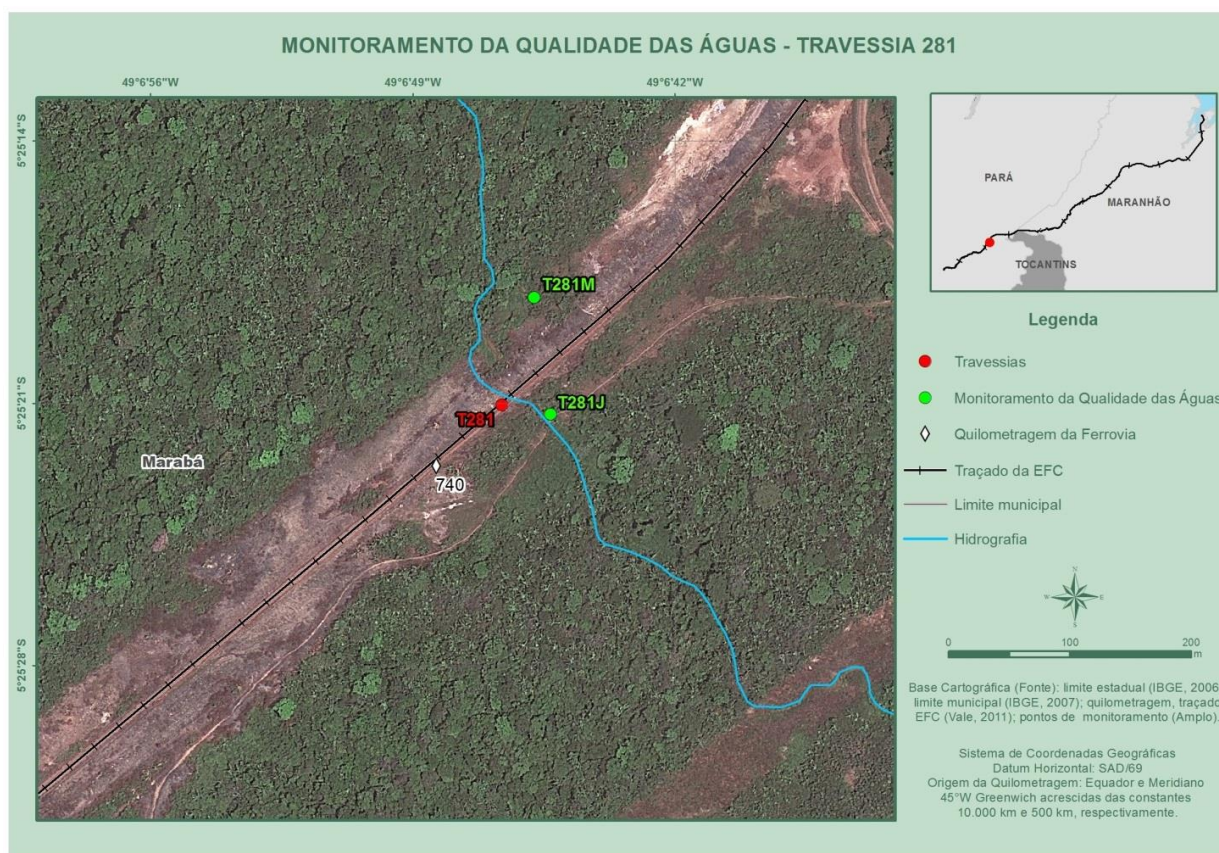 MONITORAMENTO DA QUALIDADE DAS ÁGUAS - TRAVESSIA 281
49°6'56"W
49°6'49"W
49°6'42"W
5°25'14"S
5°25'21"S
5°25'28"S
T281M
T281J
T281
740
Marabá
PARÁ
MARANHÃO
TOCANTINS
Legenda
Travessias
Monitoramento da Qualidade das Águas
Quilometragem da Ferrovia
Traçado da EFC
Limite municipal
Hidrografia
N
W
E
S
0
100
200
m
Base Cartográfica (Fonte): limite estadual (IBGE, 2006
limite municipal (IBGE, 2007); quilometragem, traçado
EFC (Vale, 2011); pontos de monitoramento (Amplo).
Sistema de Coordenadas Geográficas
Datum Horizontal: SAD/69
Origem da Quilometragem: Equador e Meridiano
45°W Greenwich acrescidas das constantes
10.000 km e 500 km, respectivamente.